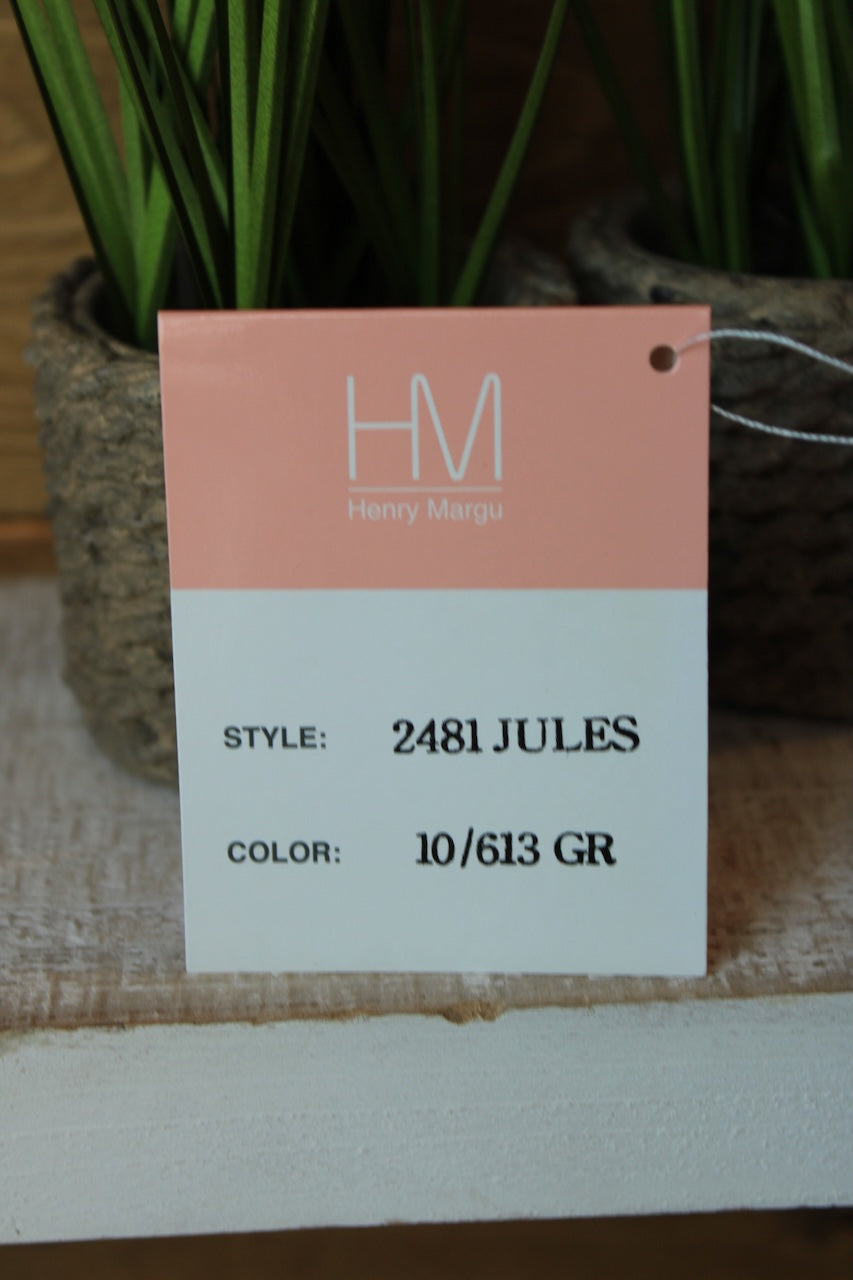 HM
Henry Margu
STYLE: 2481 JULES
COLOR: 10/613 GR